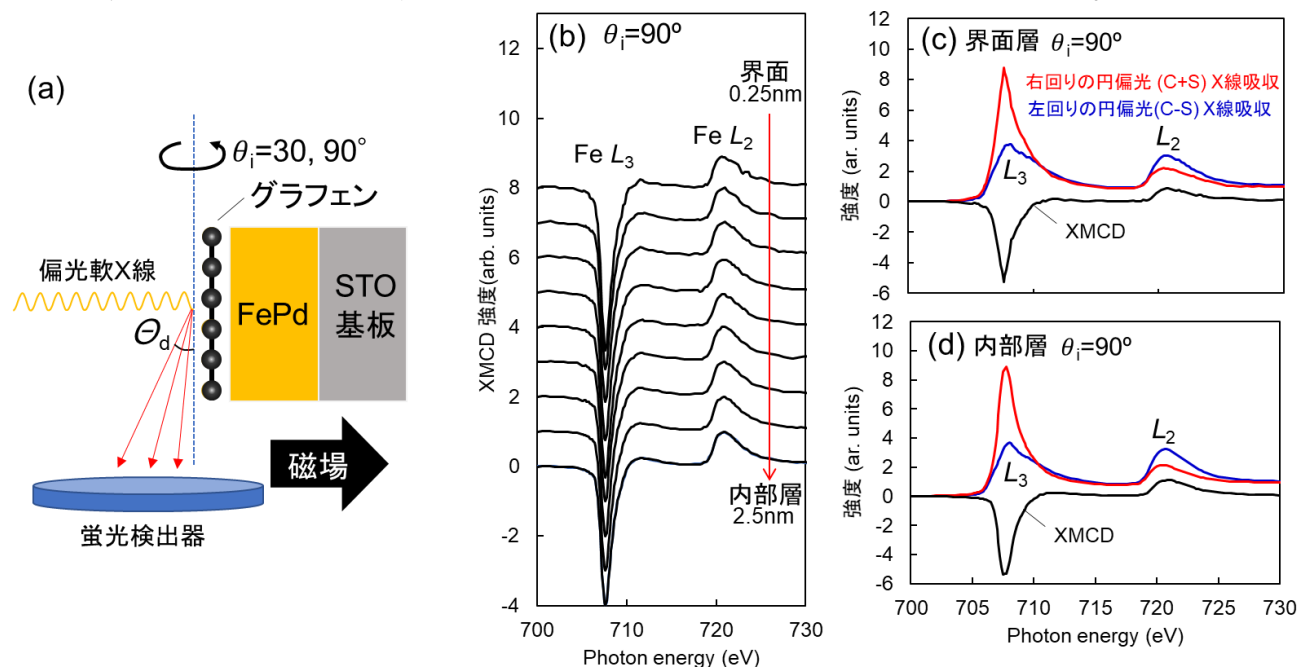 (a)
θi=30, 90°
グラフェン
偏光軟X線
Θd
FePd
STO
基板
磁場
蛍光検出器
(b) θi=90º
界面
0.25nm
Fe L3
Fe L2
内部層
2.5nm
XMCD 強度(arb. units)
12
10
8
6
4
2
0
-2
-4
700
710
720
730
Photon energy (eV)
(c) 界面層 θi=90º
右回りの円偏光 (C+S) X線吸収
左回りの円偏光(C-S) X線吸収
L3
L2
XMCD
強度 (ar. units)
12
10
8
6
4
2
0
-2
-4
-6
(d) 内部層 θi=90º
L3
L2
XMCD
強度 (ar. units)
12
10
8
6
4
2
0
-2
-4
-6
700
705
710
715
720
725
730
Photon energy (eV)